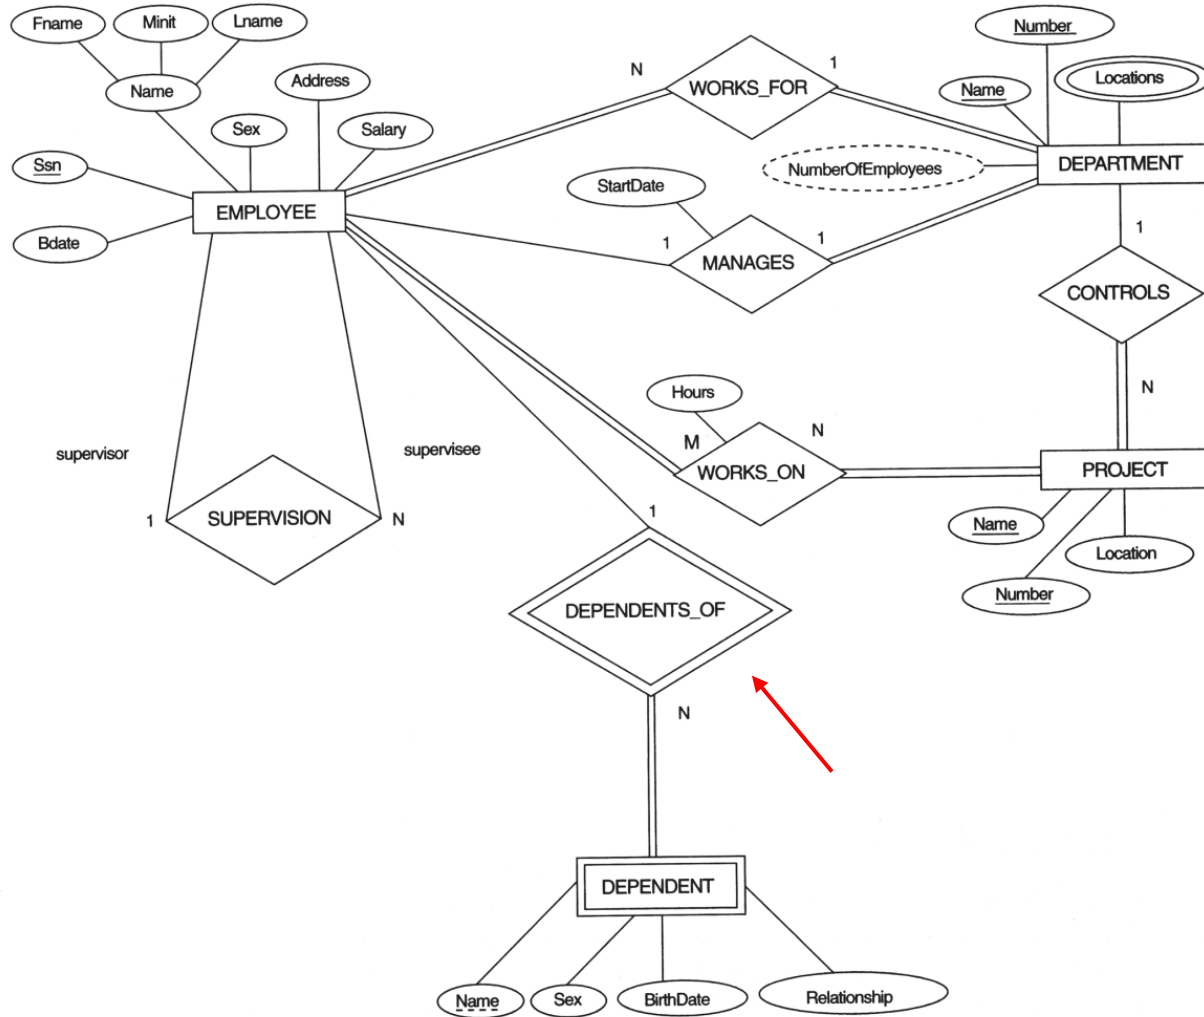 Fname
Minit
Lname
Number
Address
N
1
Locations
Name
WORKS_FOR
Name
Sex
Salary
Ssn
NumberOfEmployees
DEPARTMENT
StartDate
EMPLOYEE
1
1
1
Bdate
MANAGES
CONTROLS
Hours
N
M
N
supervisor
supervisee
WORKS_ON
PROJECT
1
SUPERVISION
N
1
Name
Location
Number
DEPENDENTS_OF
N
DEPENDENT
Name
Sex
BirthDate
Relationship